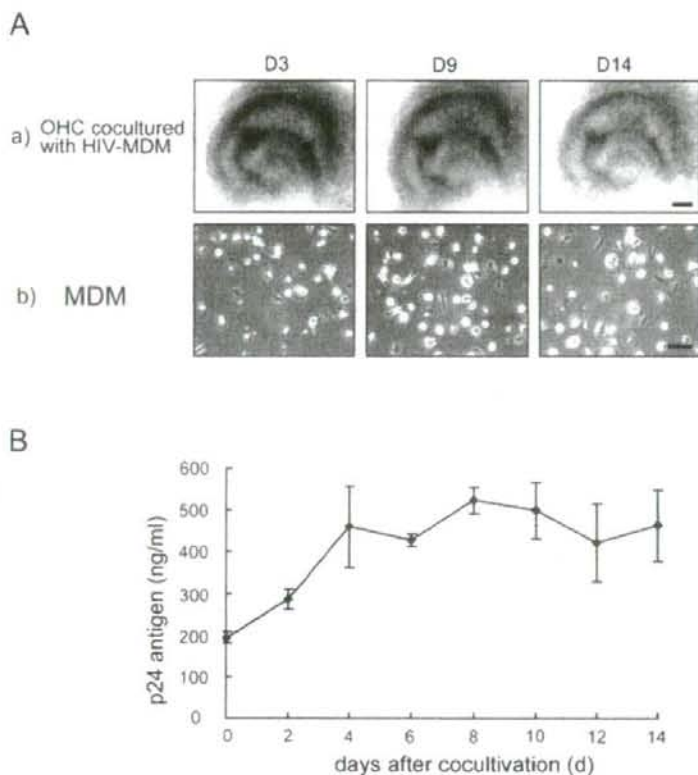 A
D3 D9 D14
a) OHC cocultured
with HIV-MDM
b) MDM
B
600
500
400
300
200
100
0
p24 antigen (ng/ml)
0 2 4 6 8 10 12 14
days after cocultivation (d)